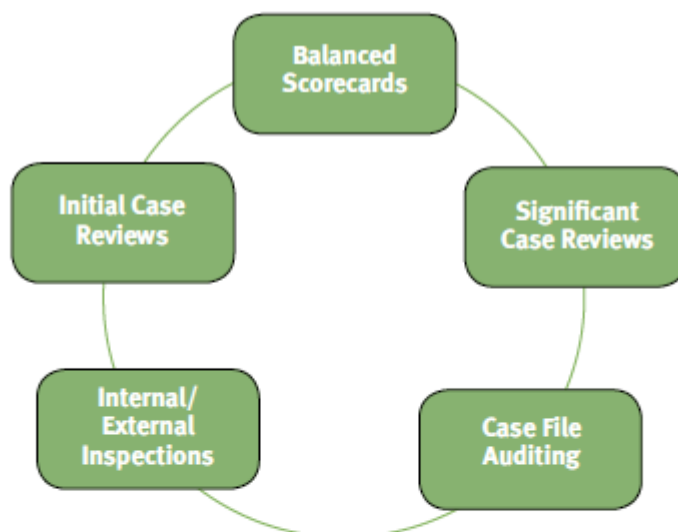 Balanced
Scorecards
Initial Case
Reviews
Significant
Case Reviews
Internal/
External
Inspections
Case File
Auditing